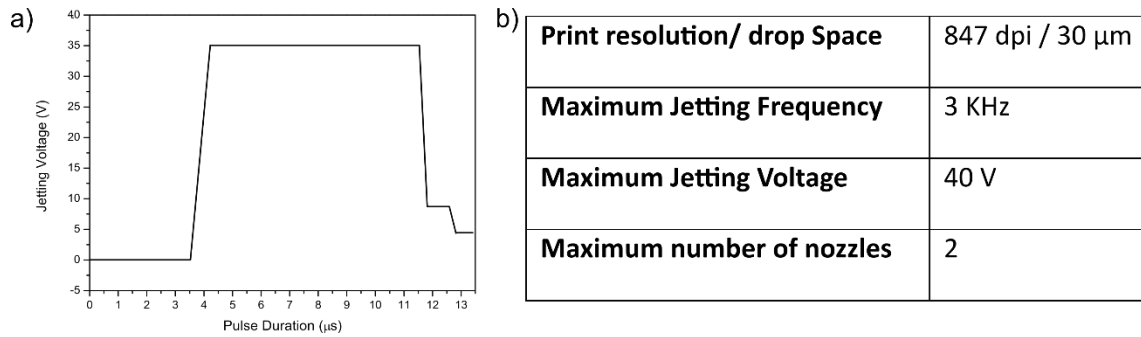 a)
40
35
30
25
20
15
10
5
0
-5
Jetting Voltage (V)
0 1 2 3 4 5 6 7 8 9 10 11 12 13
Pulse Duration (μs)
b)
Print resolution/ drop Space 847 dpi / 30 μm
Maximum Jetting Frequency 3 KHz
Maximum Jetting Voltage 40 V
Maximum number of nozzles 2